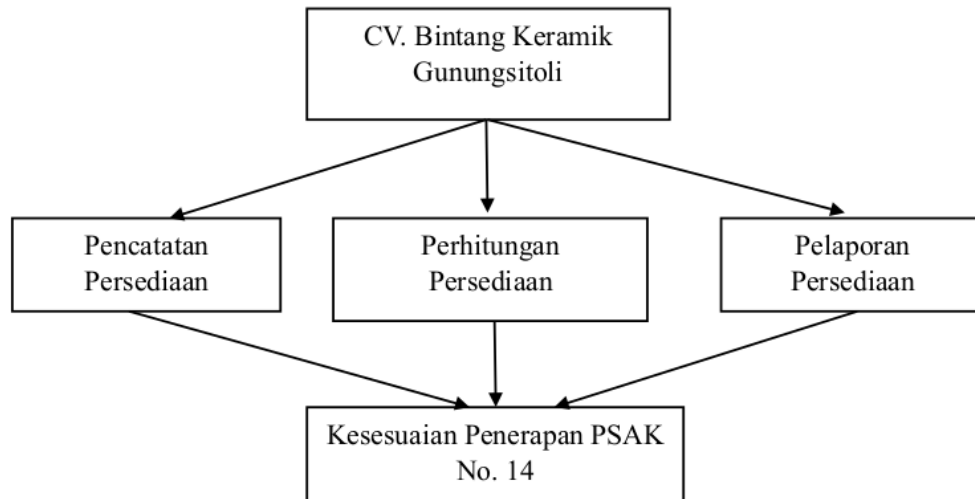 CV. Bintang Keramik
Gunungsitoli
Pencatatan
Persediaan
Perhitungan
Persediaan
Pelaporan
Persediaan
Kesesuaian Penerapan PSAK
No. 14